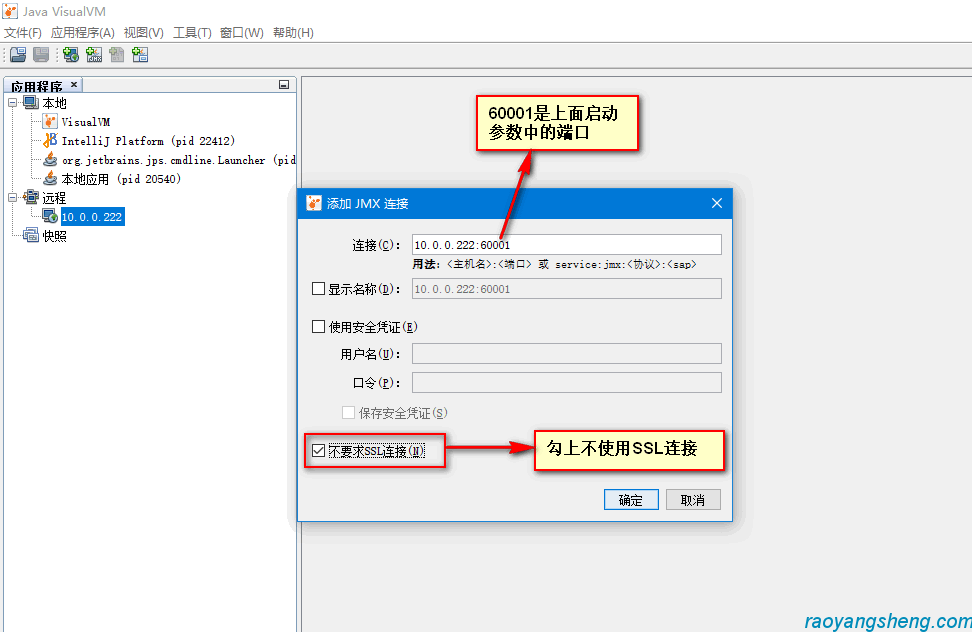 Java VisualVM
文件(F) 应用程序(A) 视图(V) 工具(T) 窗口(W) 帮助(H)
应用程序 ×
本地
VisualVM
IntelliJ Platform (pid 22412)
org.jetbrains.jps.cmdline.Launcher (pid
本地应用 (pid 20540)
远程
10.0.0.222
快照
60001是上面启动
参数中的端口
添加 JMX 连接
连接(C): 10.0.0.222:60001
用法: <主机名>:<端口> 或 service:jmx:<协议>:<sap>
显示名称(D): 10.0.0.222:60001
使用安全凭证(E)
用户名(U):
口令(P):
保存安全凭证(S)
不要求SSL连接(N)
勾上不使用SSL连接
确定 取消
raoyangsheng.com